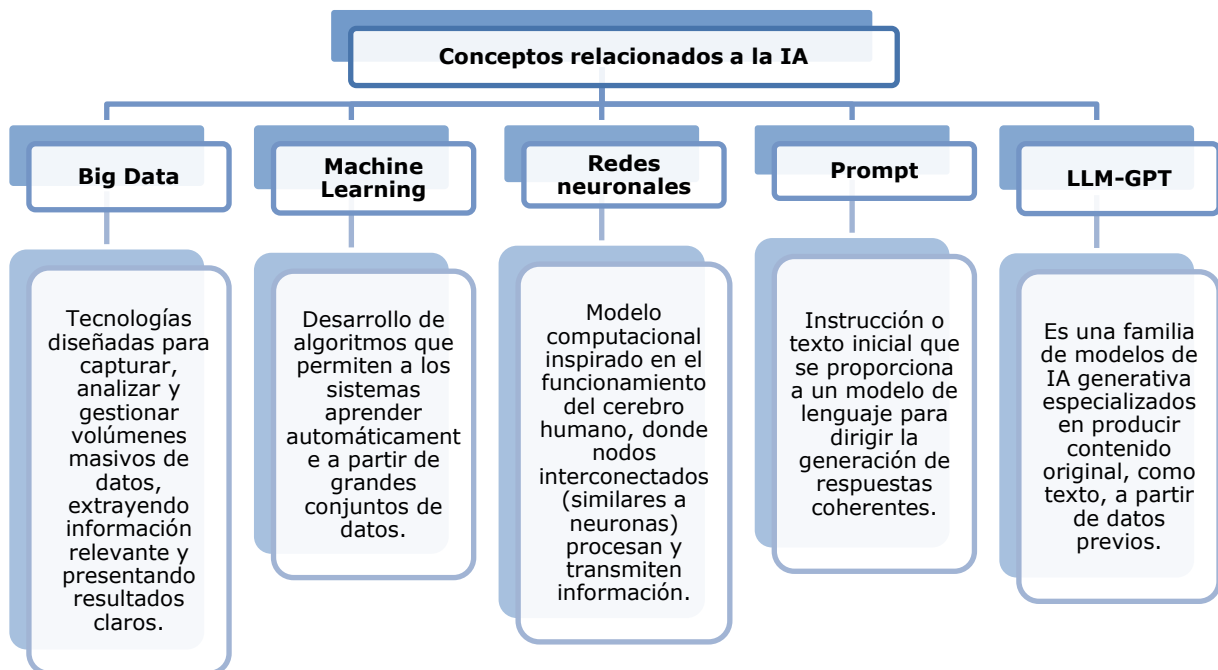 Conceptos relacionados a la IA
Big Data
Tecnologías
diseñadas para
capturar,
analizar y
gestionar
volúmenes
masivos de
datos,
extrayendo
información
relevante y
presentando
resultados
claros.
Machine
Learning
Desarrollo de
algoritmos que
permiten a los
sistemas
aprender
automáticament
e a partir de
grandes
conjuntos de
datos.
Redes
neuronales
Modelo
computacional
inspirado en el
funcionamiento
del cerebro
humano, donde
nodos
interconectados
(similares a
neuronas)
procesan y
transmiten
información.
Prompt
Instrucción o
texto inicial que
se proporciona
a un modelo de
lenguaje para
dirigir la
generación de
respuestas
coherentes.
LLM-GPT
Es una familia
de modelos de
IA generativa
especializados
en producir
contenido
original, como
texto, a partir
de datos
previos.